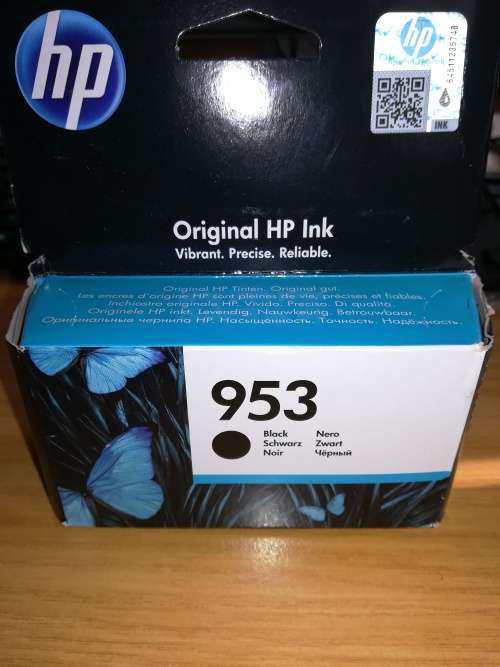 hp
hp
64511235748
INK
Original HP Ink
Vibrant. Precise. Reliable.
Original HP Tinten. Original gut.
Les encres d'origine HP sont pleines de vie, précises et fiables.
Inchiostro originale HP. Vivido. Preciso. Di qualità.
Originele HP inkt. Levendig. Nauwkeurig. Betrouwbaar.
Оригинальные чернила HP. Насыщенность. Точность. Надёжность.
953
Black Nero
Schwarz Zwart
Noir Чёрный